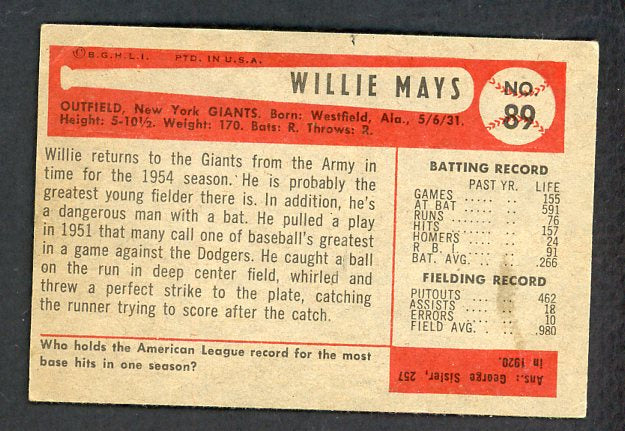 © B.G.H.L.I. PTD. IN U.S.A.
WILLIE MAYS
NO.
89
OUTFIELD, New York GIANTS. Born: Westfield, Ala., 5/6/31.
Height: 5-10½. Weight: 170. Bats: R. Throws: R.
Willie returns to the Giants from the Army in
time for the 1954 season. He is probably the
greatest young fielder there is. In addition, he's
a dangerous man with a bat. He pulled a play
in 1951 that many call one of baseball's greatest
in a game against the Dodgers. He caught a ball
on the run in deep center field, whirled and
threw a perfect strike to the plate, catching
the runner trying to score after the catch.
Who holds the American League record for the most
base hits in one season?
BATTING RECORD
PAST YR. LIFE
GAMES ..... .. 155
AT BAT ..... .. 591
RUNS ..... .. 76
HITS ..... .. 157
HOMERS .... .. 24
R. B. I. ..... .. 91
BAT. AVG. ... .. .266
FIELDING RECORD
PUTOUTS ... .. 462
ASSISTS .... .. 18
ERRORS .... .. 10
FIELD AVG. . .. .980
Ans.: George Sisler, 257
in 1920.